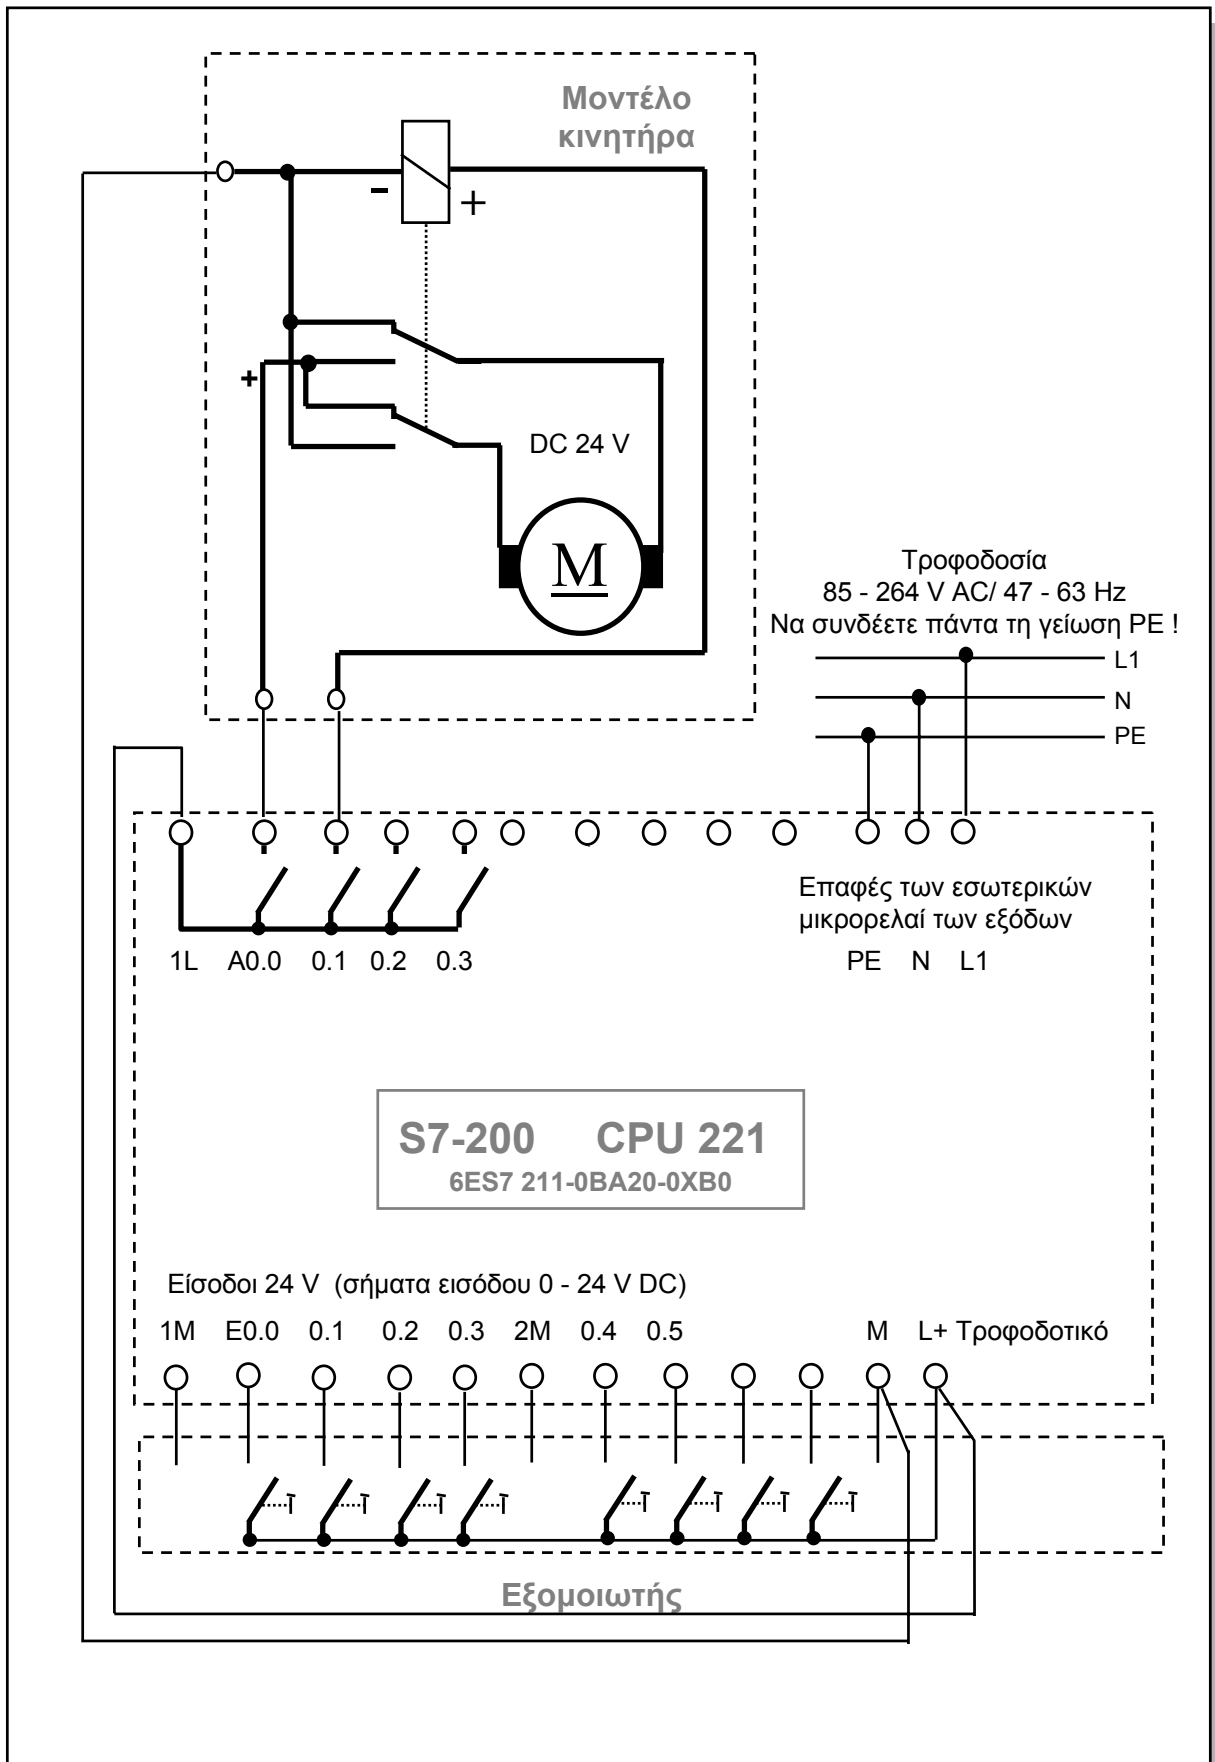 Μοντέλο
κινητήρα
-
+
+
DC 24 V
M
Τροφοδοσία
85 - 264 V AC/ 47 - 63 Hz
Να συνδέετε πάντα τη γείωση PE !
L1
N
PE
Επαφές των εσωτερικών
μικρορελαί των εξόδων
1L A0.0 0.1 0.2 0.3 PE N L1
S7-200 CPU 221
6ES7 211-0BA20-0XB0
Είσοδοι 24 V (σήματα εισόδου 0 - 24 V DC)
1M E0.0 0.1 0.2 0.3 2M 0.4 0.5 M L+ Τροφοδοτικό
Εξομοιωτής